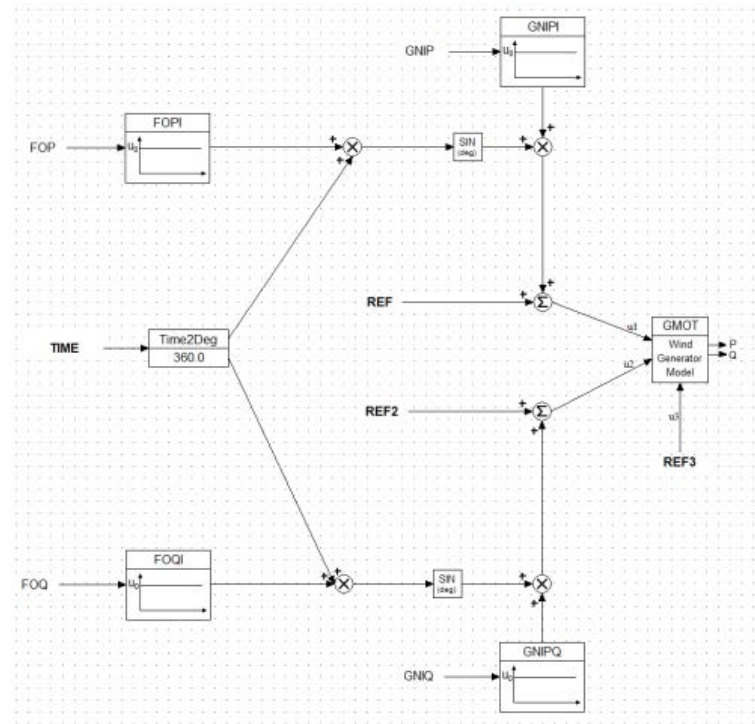 GNIPI
GNIP
u₀
FOPI
FOP
u₀
+
+
SIN
(deg)
+
+
REF
+
+
Σ
u1
TIME
Time2Deg
360.0
GMOT
Wind
Generator
Model
P
Q
u2
REF2
+
+
Σ
u3
REF3
FOQI
FOQ
u₀
+
+
SIN
(deg)
+
+
GNIPQ
GNIQ
u₀